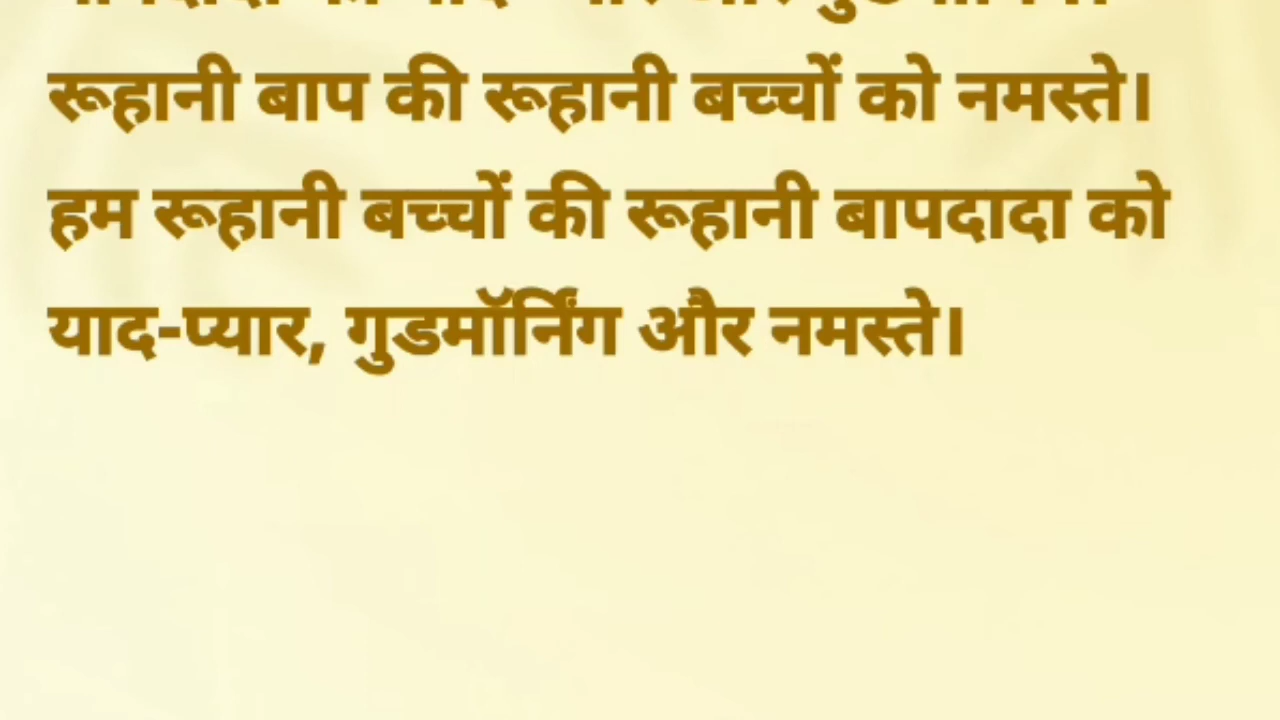 रूहानी बाप की रूहानी बच्चों को नमस्ते।
हम रूहानी बच्चों की रूहानी बापदादा को
याद-प्यार, गुडमॉर्निंग और नमस्ते।